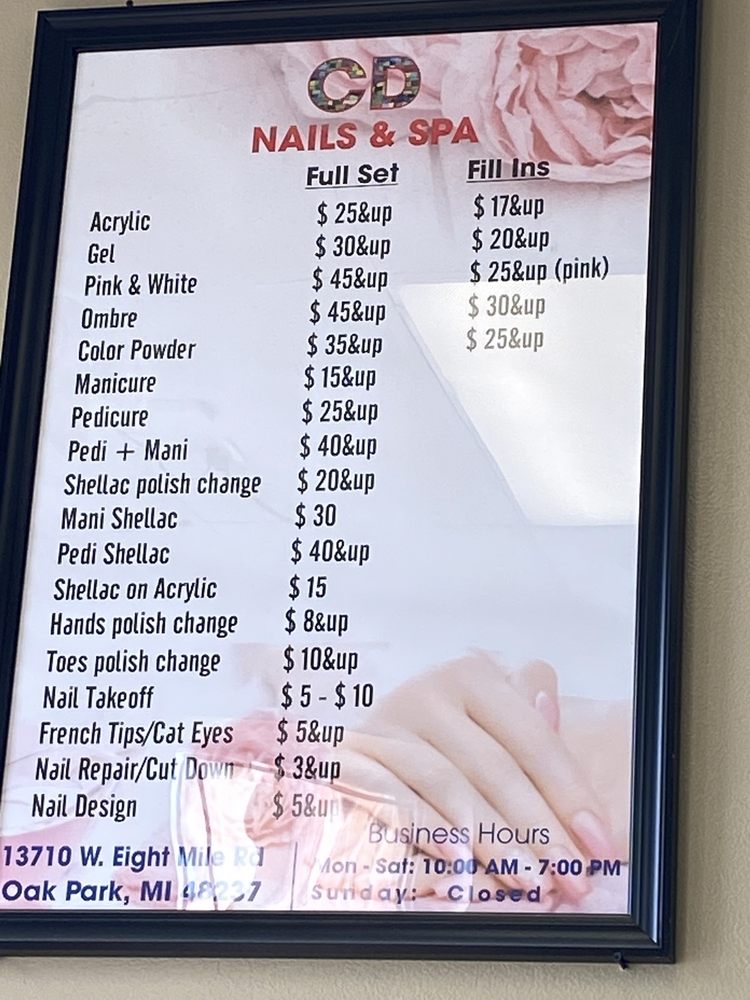 CD
NAILS & SPA
Full Set Fill Ins
Acrylic $ 25&up $ 17&up
Gel $ 30&up $ 20&up
Pink & White $ 45&up $ 25&up (pink)
Ombre $ 45&up $ 30&up
Color Powder $ 35&up $ 25&up
Manicure $ 15&up
Pedicure $ 25&up
Pedi + Mani $ 40&up
Shellac polish change $ 20&up
Mani Shellac $ 30
Pedi Shellac $ 40&up
Shellac on Acrylic $ 15
Hands polish change $ 8&up
Toes polish change $ 10&up
Nail Takeoff $ 5 - $ 10
French Tips/Cat Eyes $ 5&up
Nail Repair/Cut Down $ 3&up
Nail Design $ 5&up
Business Hours
13710 W. Eight Mile Rd Mon - Sat: 10:00 AM - 7:00 PM
Oak Park, MI 48237 Sunday: Closed